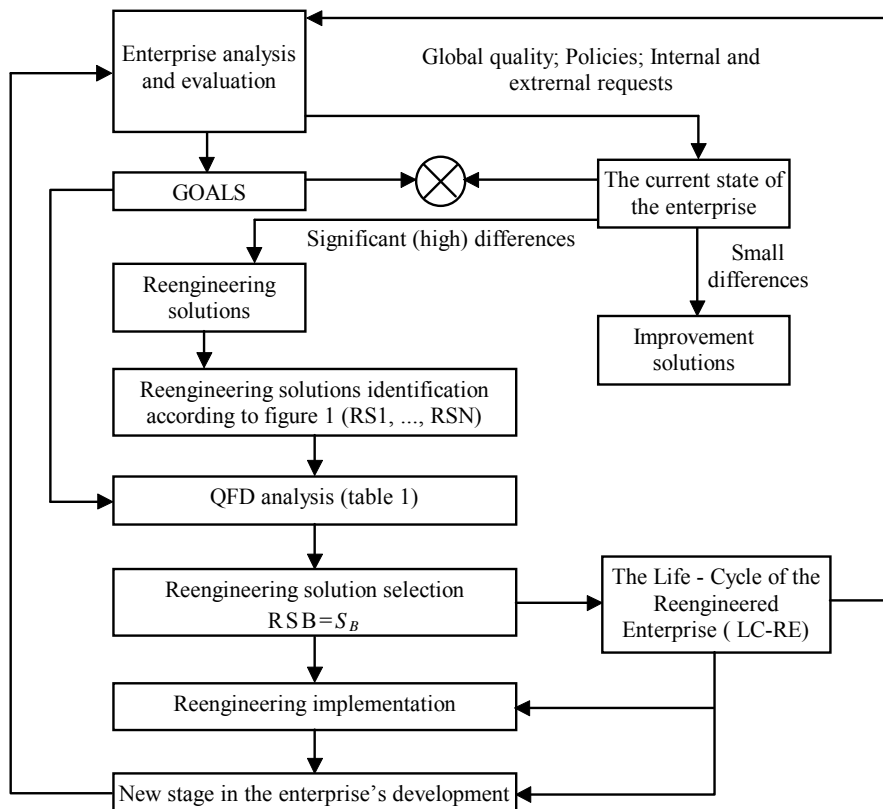 Enterprise analysis
and evaluation
Global quality; Policies; Internal and
extrernal requests
GOALS
The current state of
the enterprise
Significant (high) differences
Small
differences
Reengineering
solutions
Improvement
solutions
Reengineering solutions identification
according to figure 1 (RS1, ..., RSN)
QFD analysis (table 1)
Reengineering solution selection
RSB=S_B
The Life - Cycle of the
Reengineered
Enterprise ( LC-RE)
Reengineering implementation
New stage in the enterprise’s development